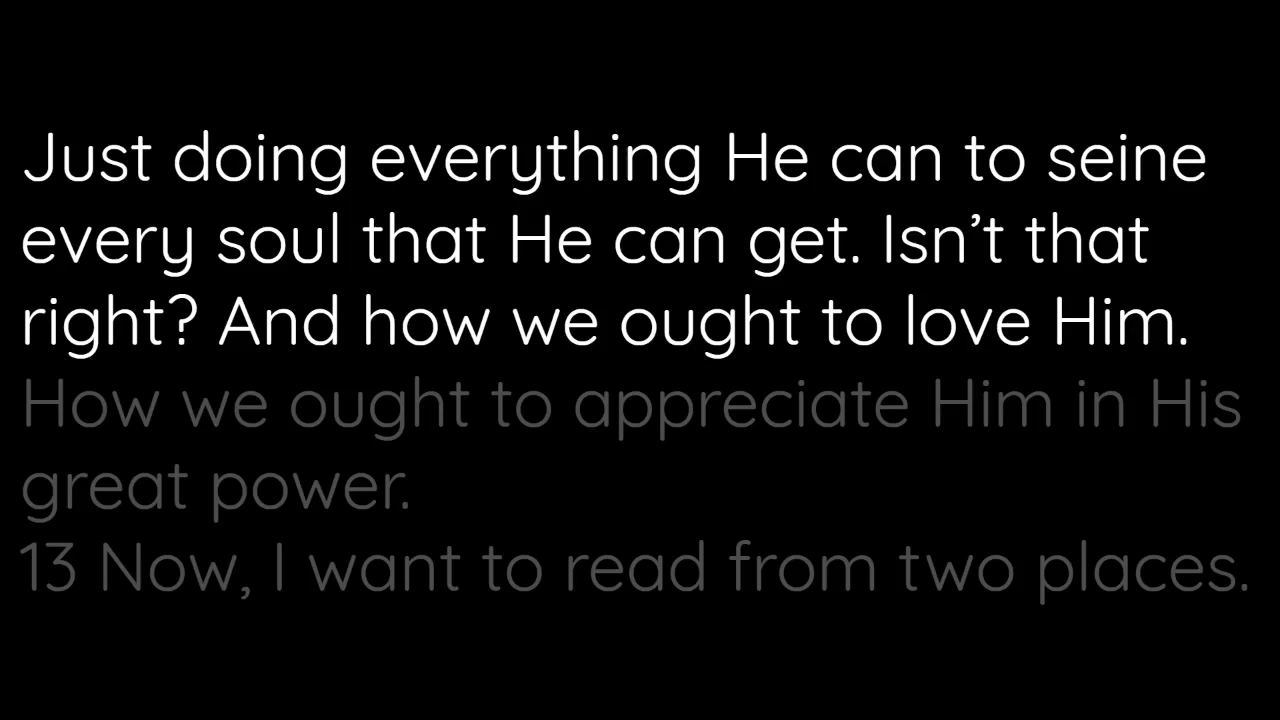 Just doing everything He can to seine
every soul that He can get. Isn’t that
right? And how we ought to love Him.
How we ought to appreciate Him in His
great power.
13 Now, I want to read from two places.